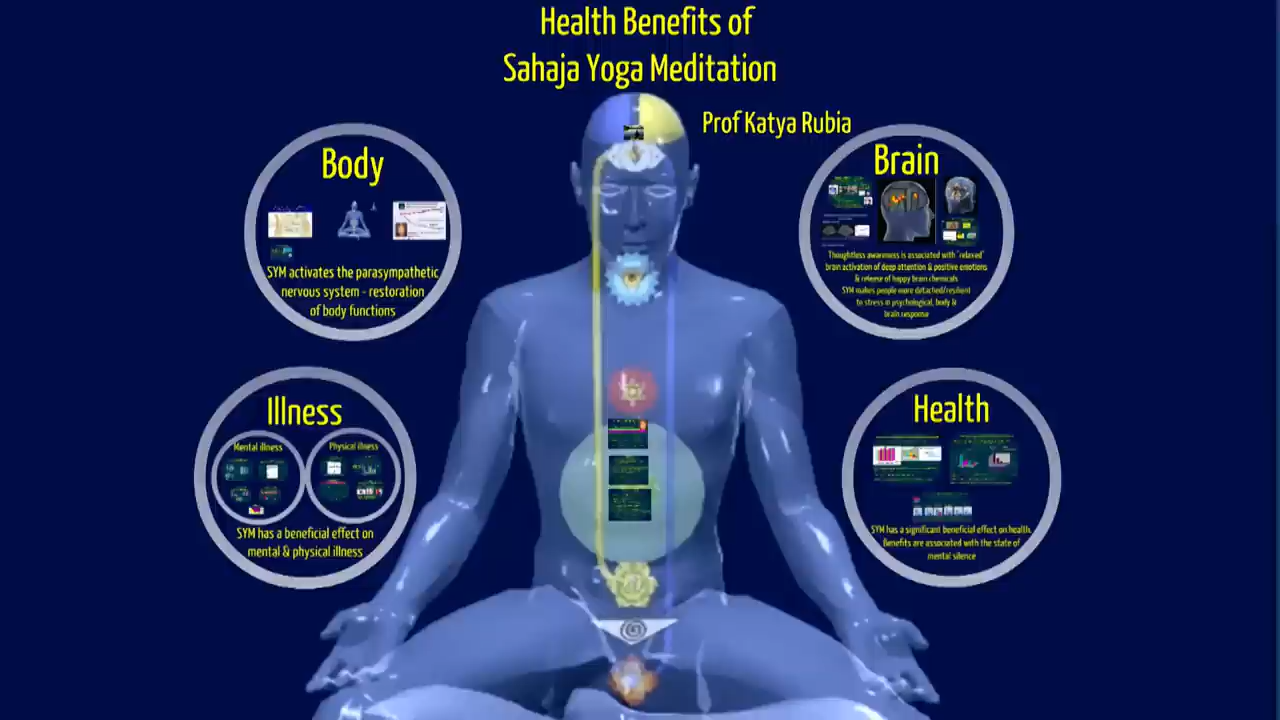 Health Benefits of
Sahaja Yoga Meditation
Prof Katya Rubia
Body
SYM activates the parasympathetic
nervous system - restoration
of body functions
Brain
Thoughtless awareness is associated with "relaxed"
brain activation of deep attention & positive emotions
& release of happy brain chemicals
SYM makes people more detached/resilient
to stress in psychological, body &
brain response
Illness
Mental illness
Physical illness
SYM has a beneficial effect on
mental & physical illness
Health
SYM has a significant beneficial effect on health.
Benefits are associated with the state of
mental silence